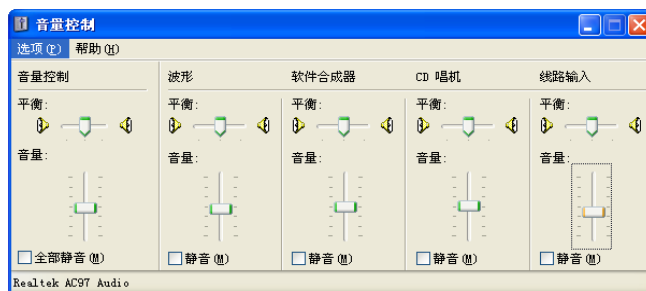 音量控制
选项(P) 帮助(H)
音量控制 波形 软件合成器 CD 唱机 线路输入
平衡: 平衡: 平衡: 平衡: 平衡:
音量: 音量: 音量: 音量: 音量:
全部静音(M) 静音(M) 静音(M) 静音(M) 静音(M)
Realtek AC97 Audio